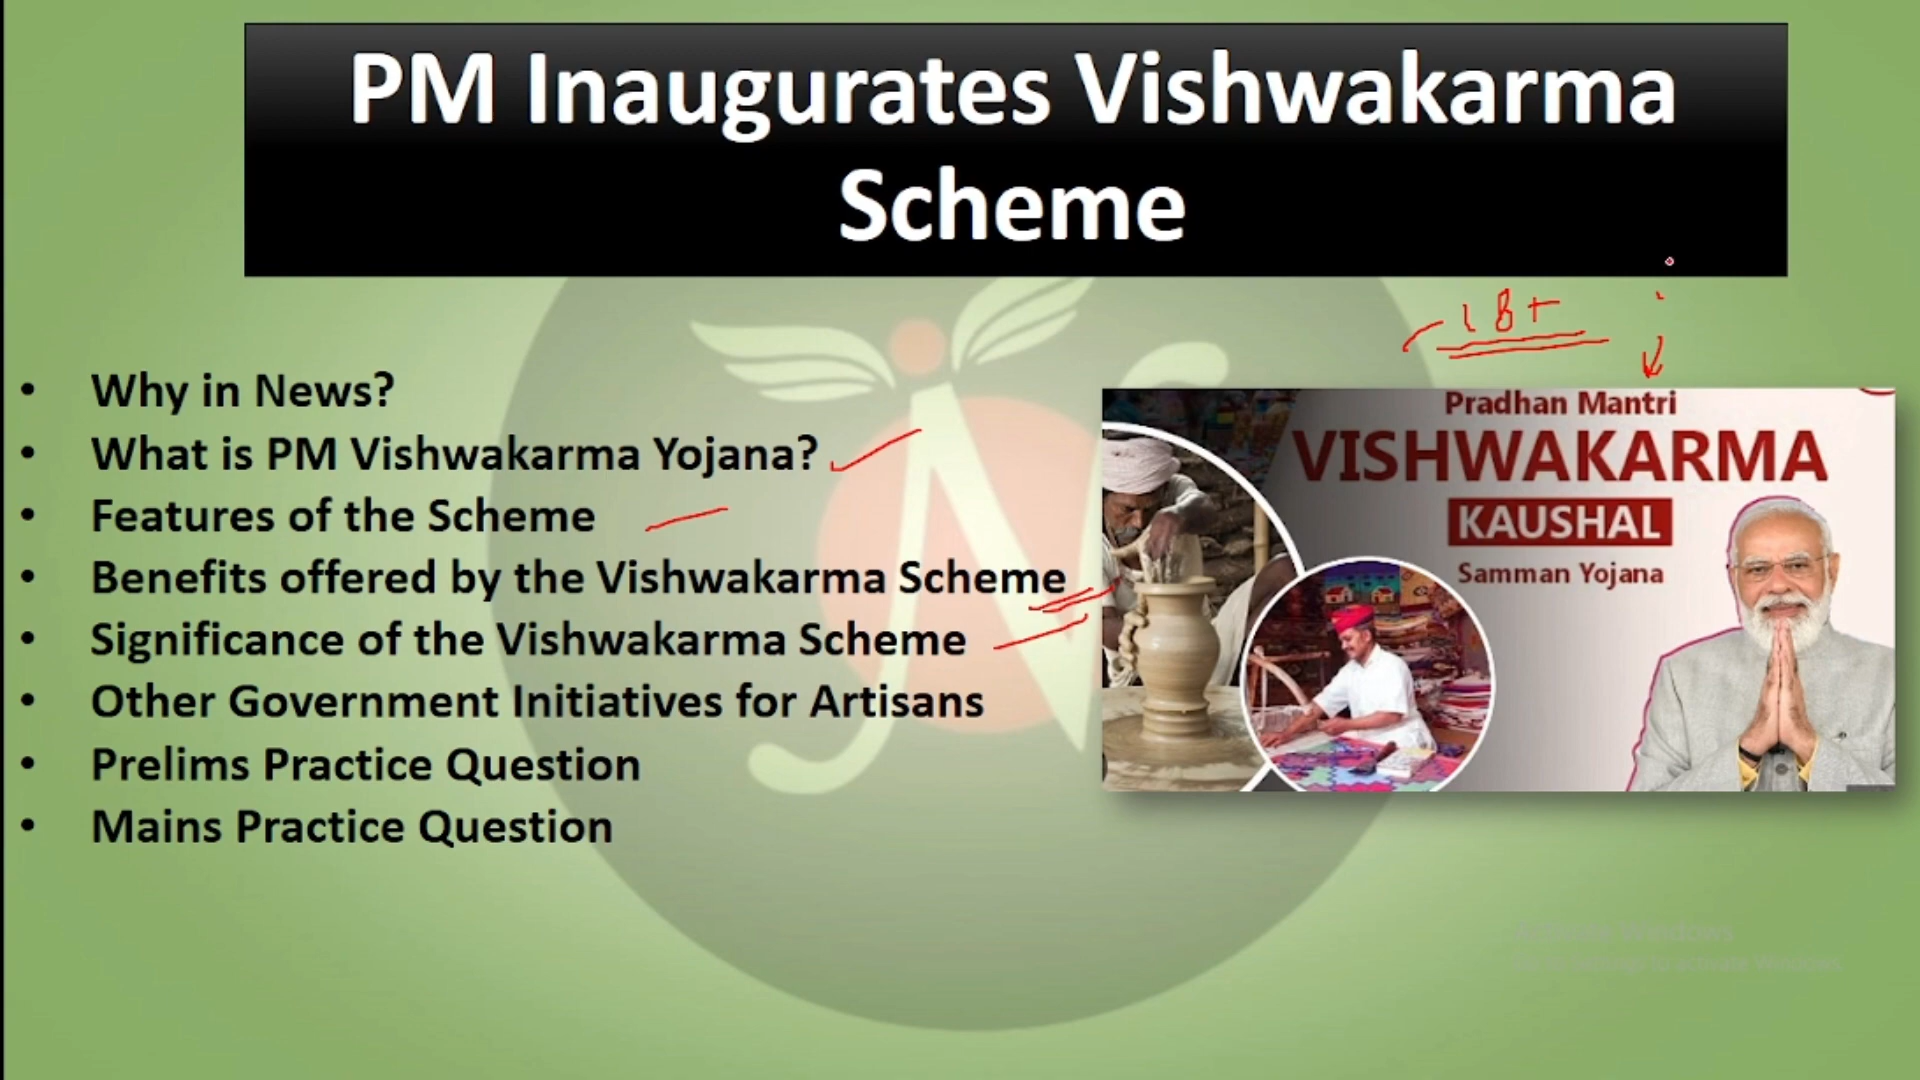 PM Inaugurates Vishwakarma
Scheme
18+
• Why in News?
• What is PM Vishwakarma Yojana?
• Features of the Scheme
• Benefits offered by the Vishwakarma Scheme
• Significance of the Vishwakarma Scheme
• Other Government Initiatives for Artisans
• Prelims Practice Question
• Mains Practice Question
Pradhan Mantri
VISHWAKARMA
KAUSHAL
Samman Yojana
Activate Windows